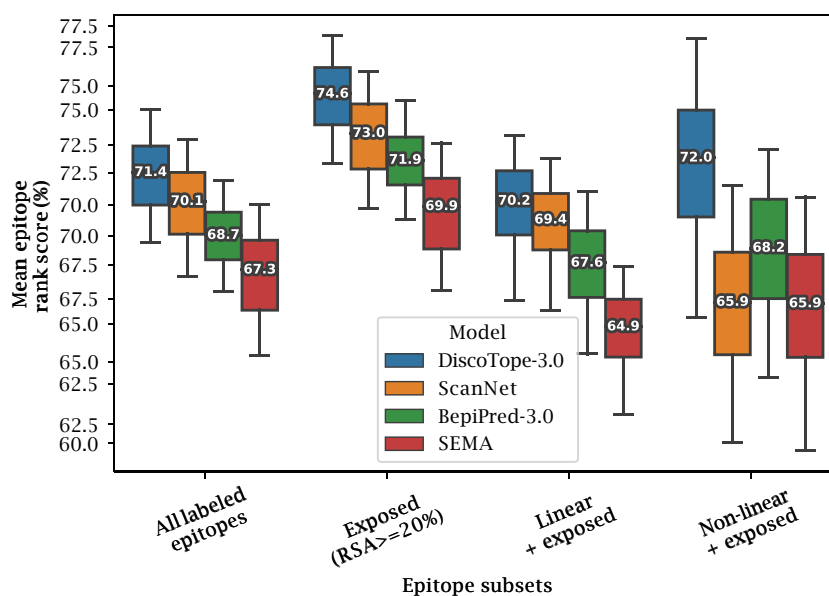 Mean epitope
rank score (%)
77.5
77.5
75.0
75.0
72.5
72.5
70.0
70.0
67.5
67.5
65.0
65.0
62.5
62.5
60.0
71.4
70.1
68.7
67.3
74.6
73.0
71.9
69.9
70.2
69.4
67.6
64.9
72.0
65.9
68.2
65.9
Model
DiscoTope-3.0
ScanNet
BepiPred-3.0
SEMA
All labeled
epitopes
Exposed
(RSA>=20%)
Linear
+ exposed
Non-linear
+ exposed
Epitope subsets